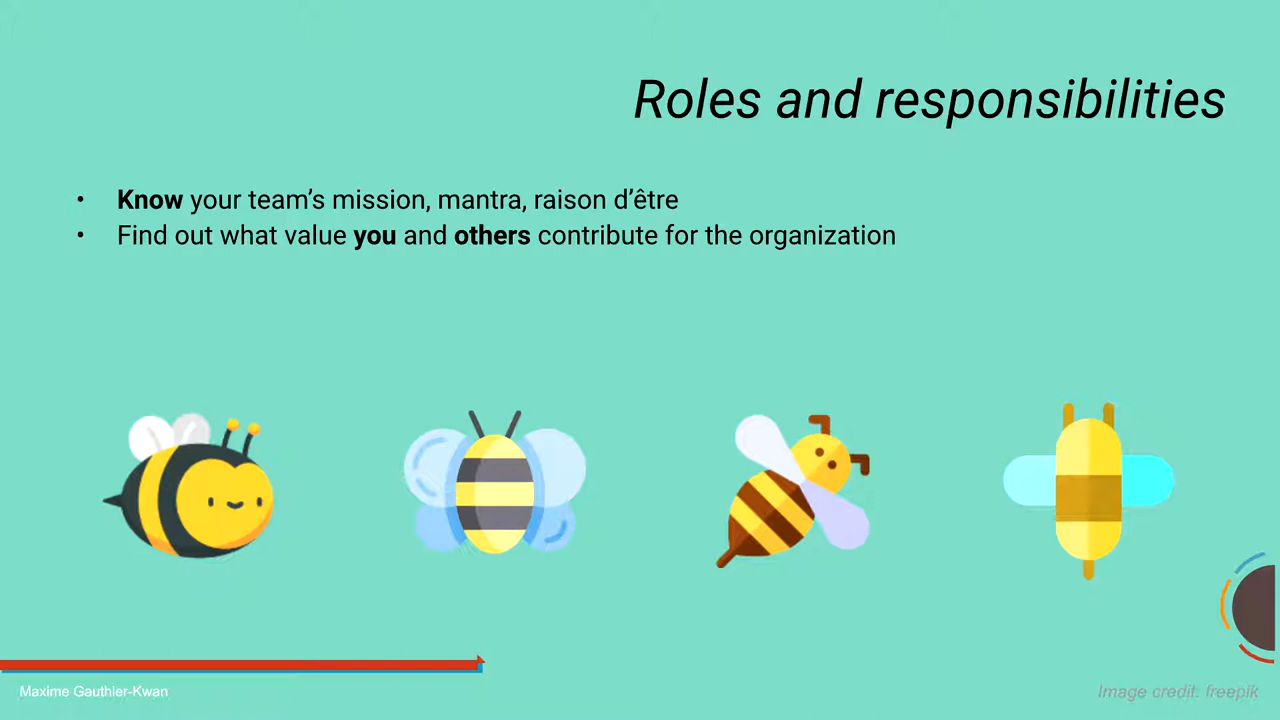 Roles and responsibilities
• Know your team’s mission, mantra, raison d’être
• Find out what value you and others contribute for the organization
Maxime Gauthier-Kwan
Image credit: freepik